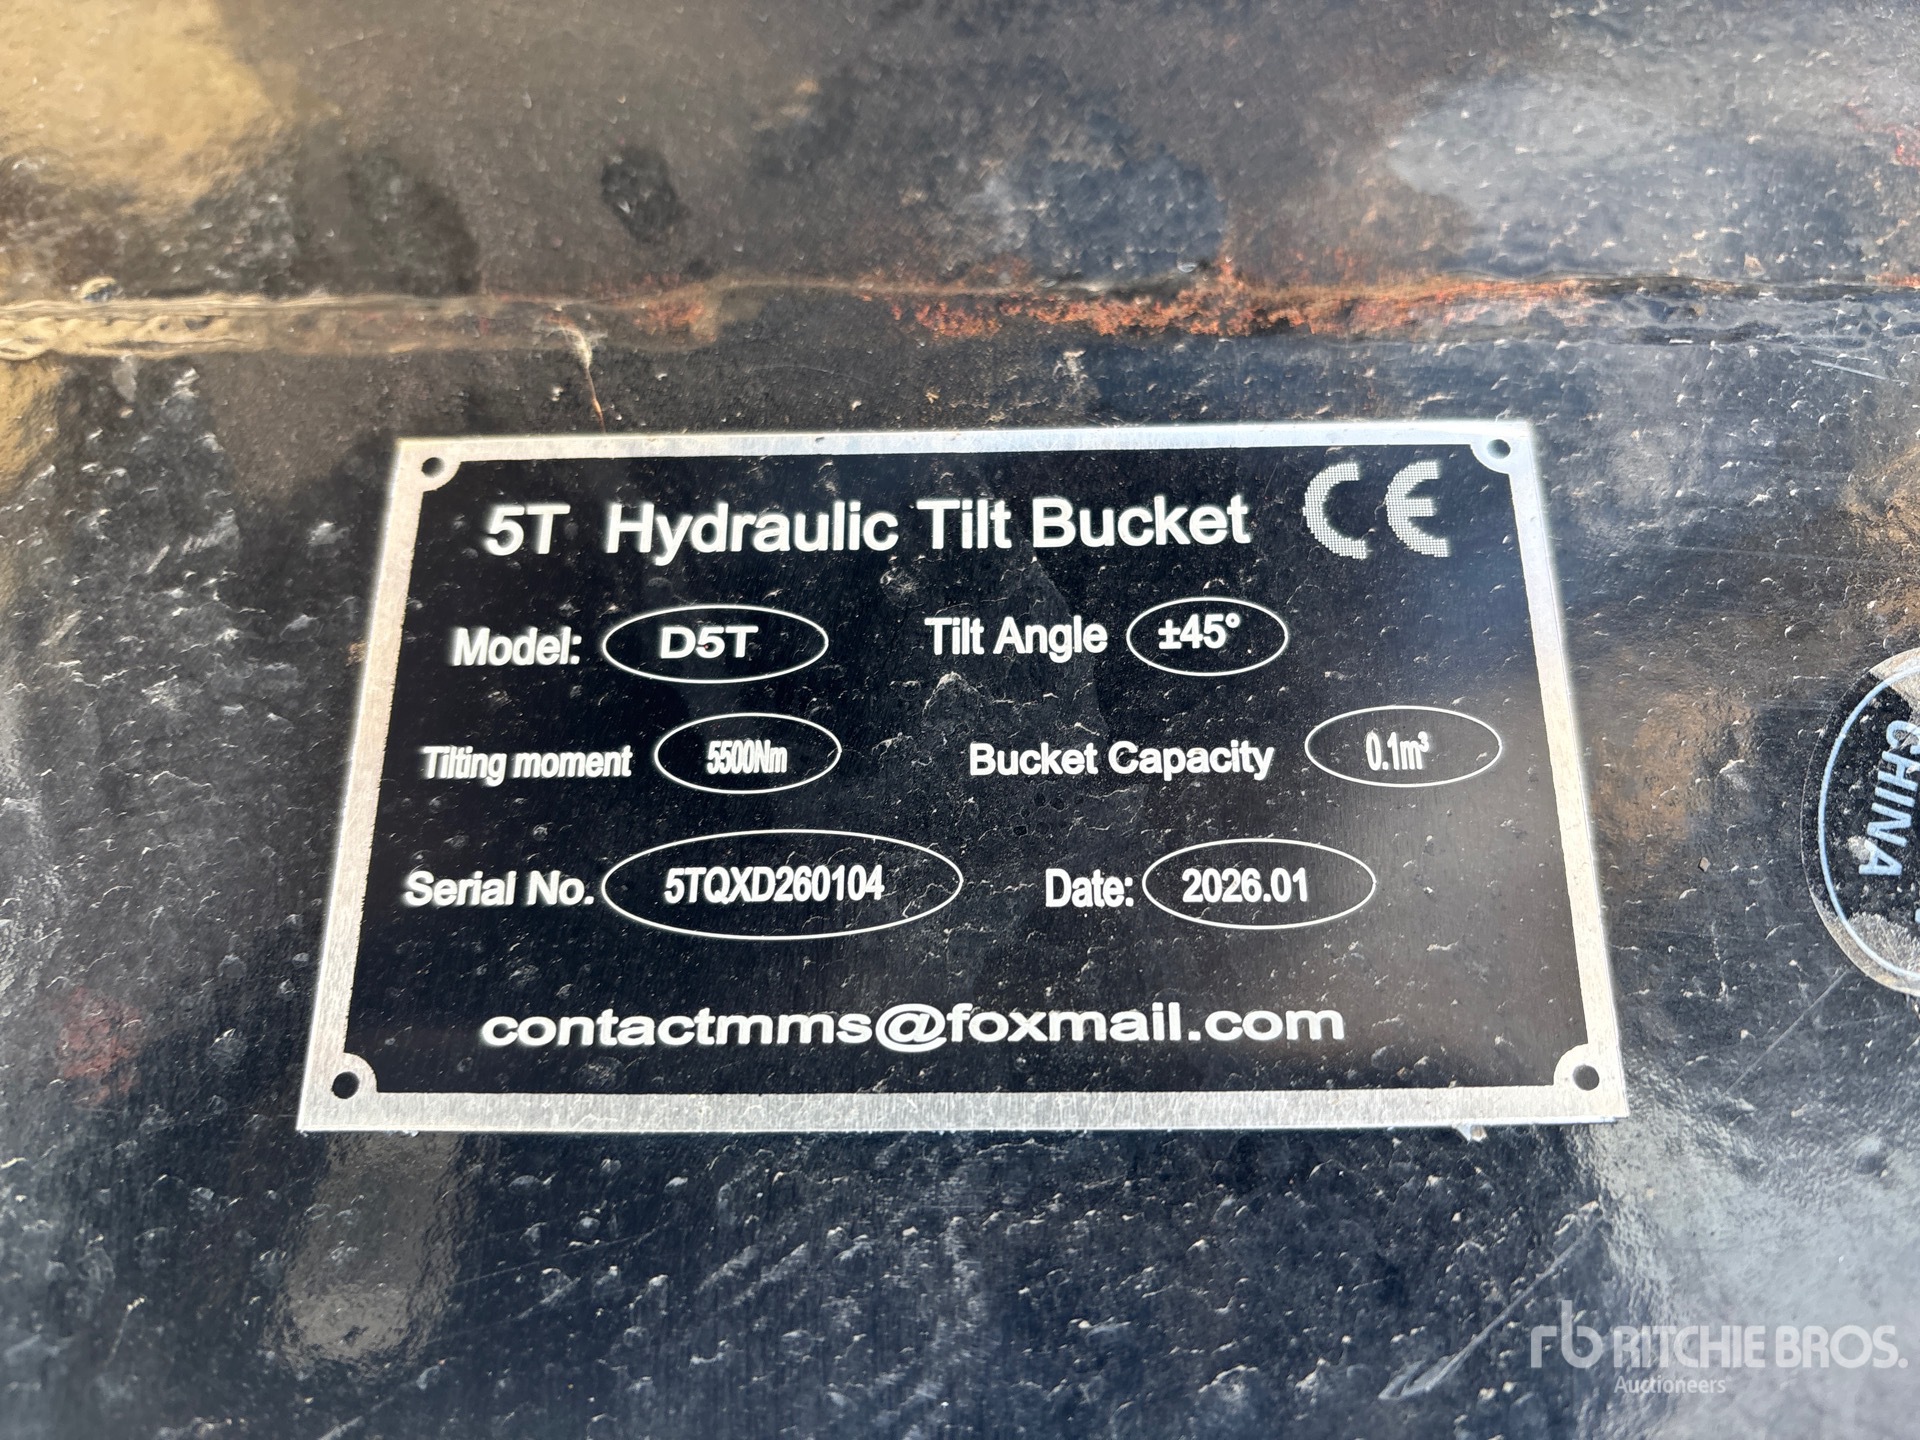 5T Hydraulic Tilt Bucket CE
Model: D5T Tilt Angle ±45°
Tilting moment 5500Nm Bucket Capacity 0.1m³
Serial No. 5TQXD260104 Date: 2026.01
contactmms@foxmail.com
CHINA
rb RITCHIE BROS.
Auctioneers